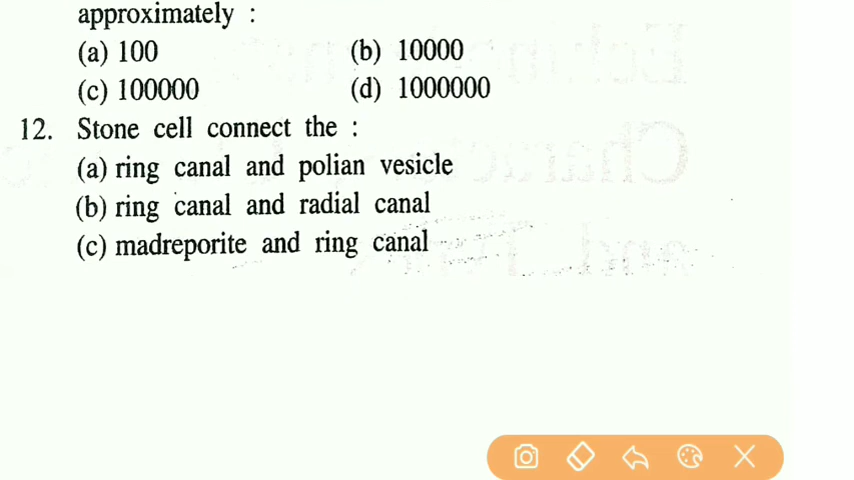 approximately :
(a) 100 (b) 10000
(c) 100000 (d) 1000000
12. Stone cell connect the :
(a) ring canal and polian vesicle
(b) ring canal and radial canal
(c) madreporite and ring canal